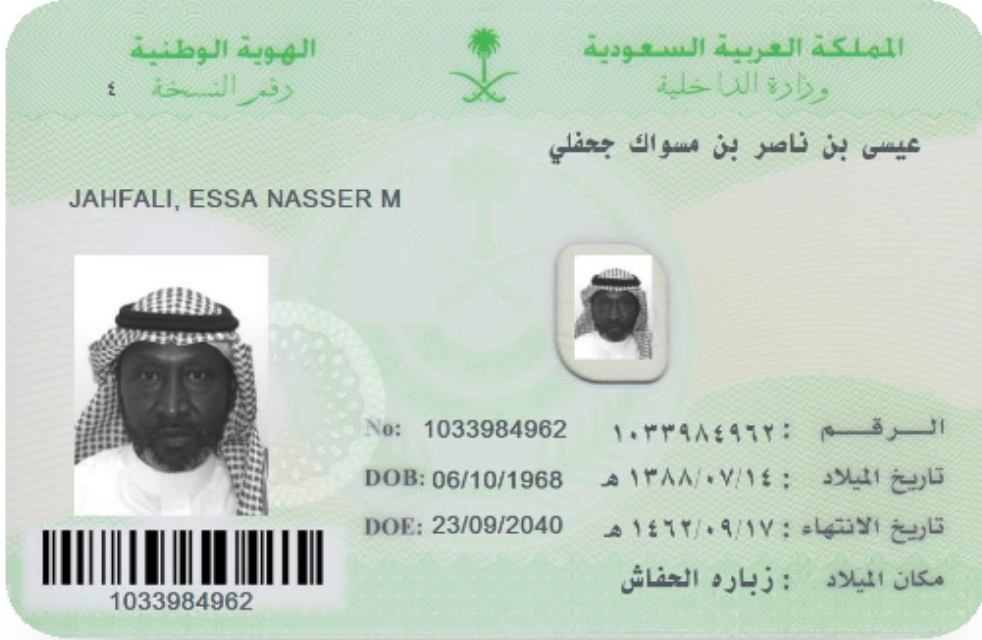 المملكة العربية السعودية
وزارة الداخلية
الهوية الوطنية
رقم النسخة ٤
عيسى بن ناصر بن مسواك جحفلي
JAHFALI, ESSA NASSER M
الرقم : ١٠٣٣٩٨٤٩٦٢ No: 1033984962
تاريخ الميلاد : ١٣٨٨/٠٧/١٤ هـ DOB: 06/10/1968
تاريخ الانتهاء : ١٤٦٢/٠٩/١٧ هـ DOE: 23/09/2040
مكان الميلاد : زباره الحفاش
1033984962